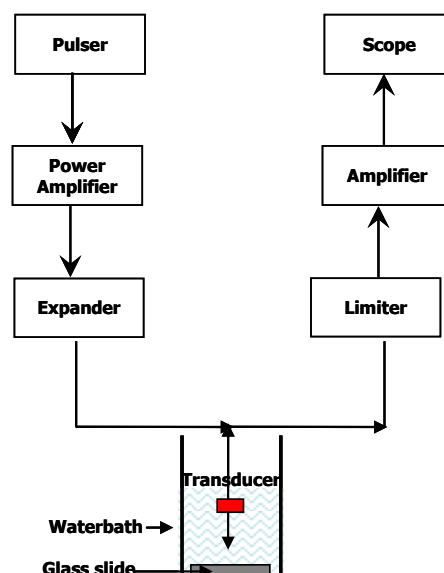 Pulser
Scope
Power
Amplifier
Amplifier
Expander
Limiter
Transducer
Waterbath
Glass slide